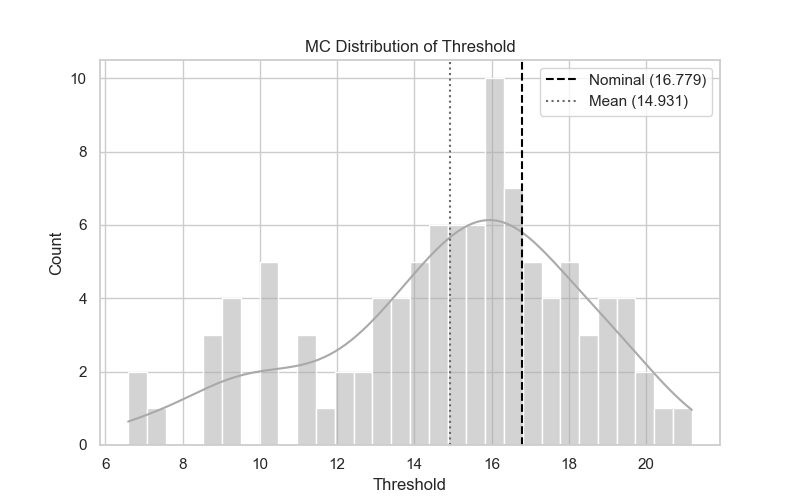 MC Distribution of Threshold
Nominal (16.779)
Mean (14.931)
Count
10
8
6
4
2
0
6 8 10 12 14 16 18 20
Threshold